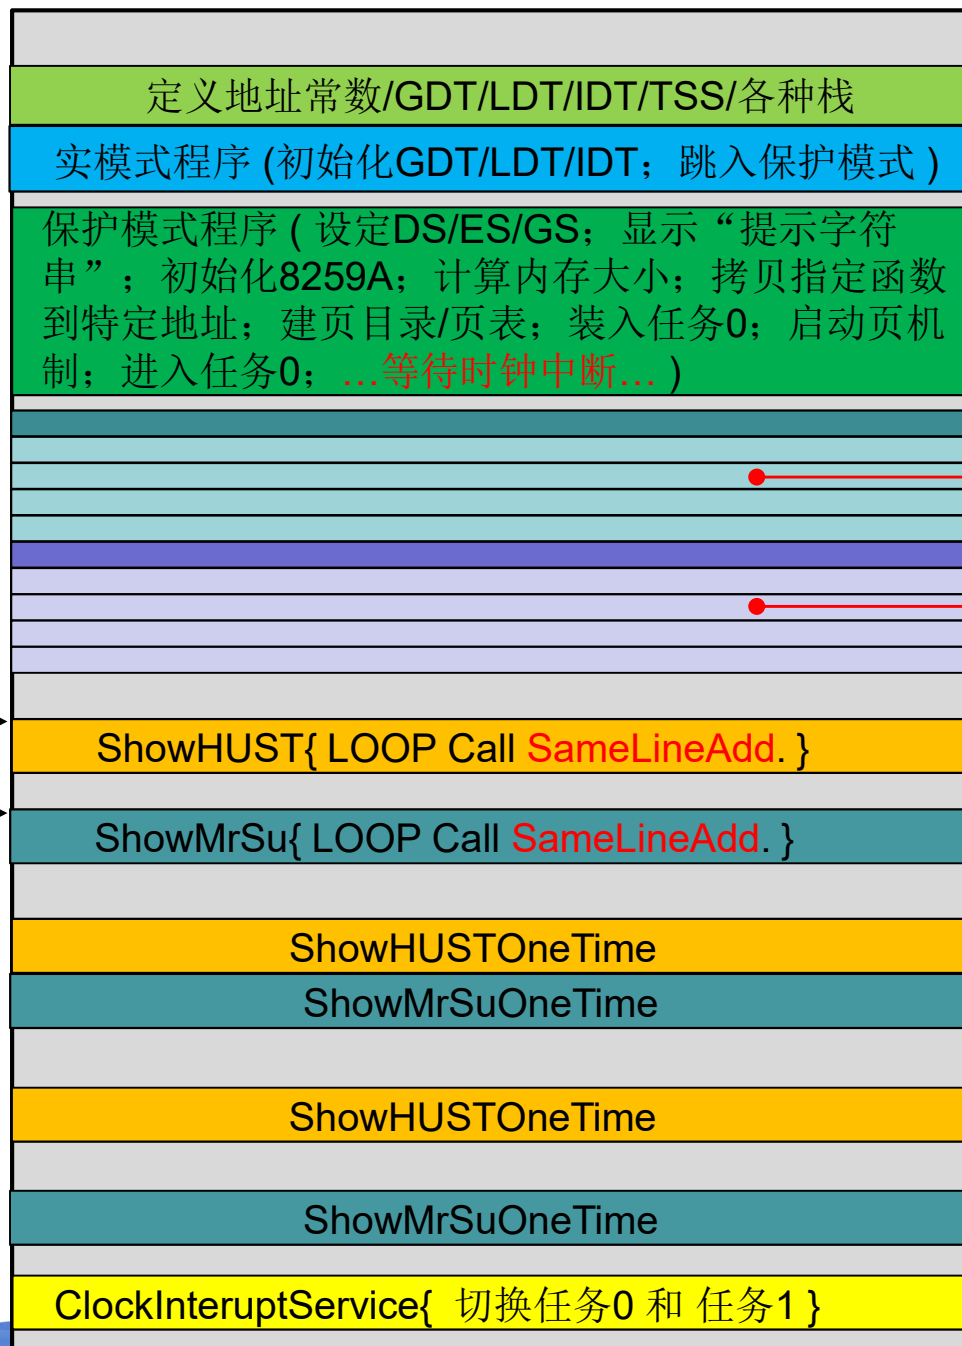 定义地址常数/GDT/LDT/IDT/TSS/各种栈
实模式程序 (初始化GDT/LDT/IDT；跳入保护模式 )
保护模式程序 ( 设定DS/ES/GS；显示“提示字符
串”；初始化8259A；计算内存大小；拷贝指定函数
到特定地址；建页目录/页表；装入任务0；启动页机
制；进入任务0；…等待时钟中断… )
ShowHUST{ LOOP Call SameLineAdd. }
ShowMrSu{ LOOP Call SameLineAdd. }
ShowHUSTOneTime
ShowMrSuOneTime
ShowHUSTOneTime
ShowMrSuOneTime
ClockInteruptService{ 切换任务0 和 任务1 }